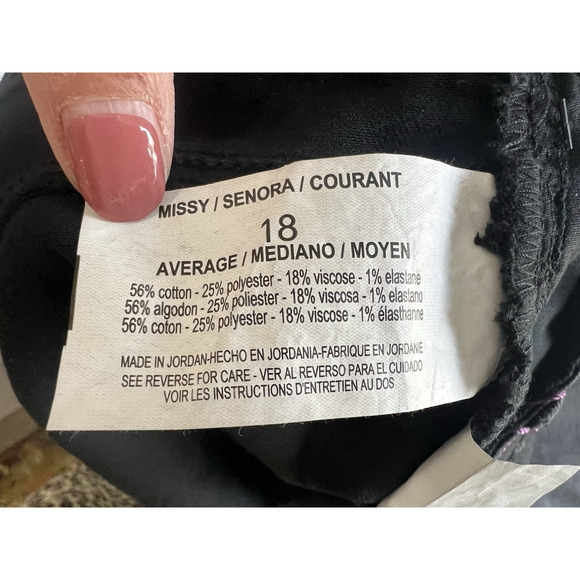 MISSY / SENORA / COURANT
18
AVERAGE / MEDIANO / MOYEN
56% cotton - 25% polyester - 18% viscose - 1% elastane
56% algodon - 25% poliester - 18% viscosa - 1% elastano
56% coton - 25% polyester - 18% viscose - 1% élasthanne
MADE IN JORDAN-HECHO EN JORDANIA-FABRIQUE EN JORDANIE
SEE REVERSE FOR CARE - VER AL REVERSO PARA EL CUIDADO
VOIR LES INSTRUCTIONS D'ENTRETIEN AU DOS